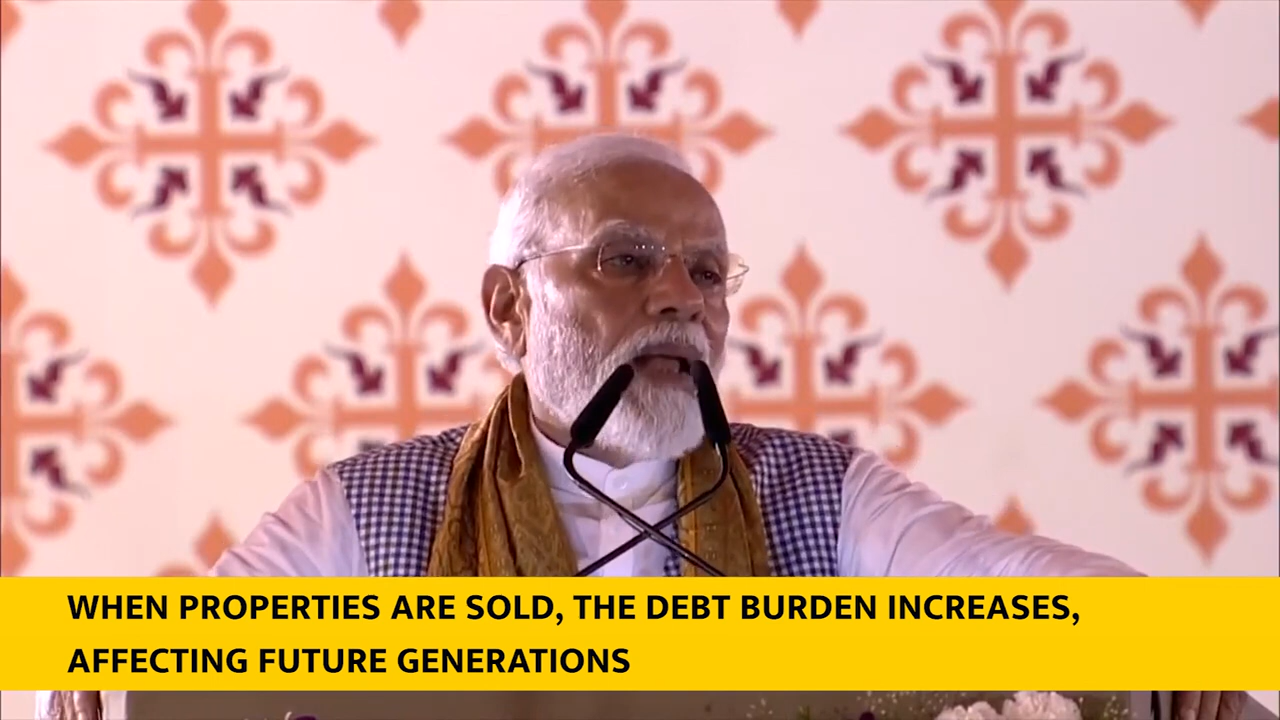 WHEN PROPERTIES ARE SOLD, THE DEBT BURDEN INCREASES,
AFFECTING FUTURE GENERATIONS